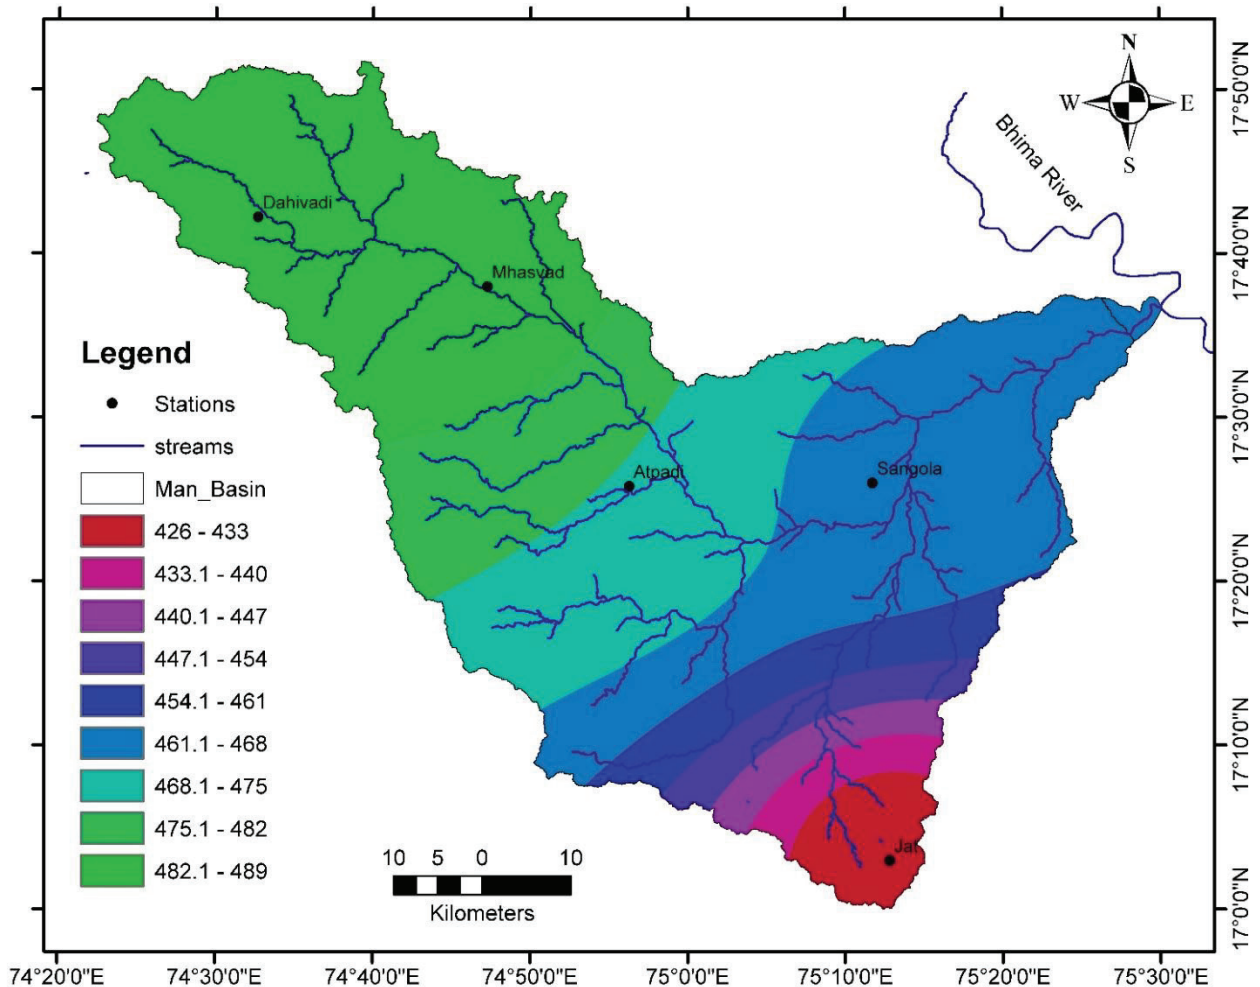 N
W E
S
Bhima River
Dahivadi
Mhasvad
Atpadi
Sangola
Jat
Legend
Stations
streams
Man_Basin
426 - 433
433.1 - 440
440.1 - 447
447.1 - 454
454.1 - 461
461.1 - 468
468.1 - 475
475.1 - 482
482.1 - 489
10 5 0 10
Kilometers
17°50'0"N
17°40'0"N
17°30'0"N
17°20'0"N
17°10'0"N
17°0'0"N
74°20'0"E 74°30'0"E 74°40'0"E 74°50'0"E 75°0'0"E 75°10'0"E 75°20'0"E 75°30'0"E